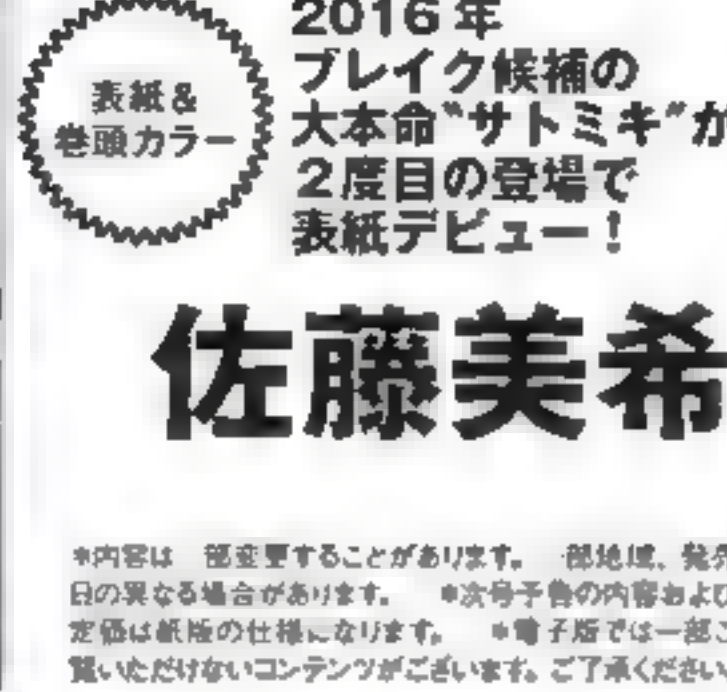 表紙&
巻頭カラー
2016年
ブレイク候補の
大本命“サトミキ”が
2度目の登場で
表紙デビュー!
佐藤美希
*内容は 部変更することがあります。 部地域、発売
日の異なる場合があります。 *次号予告の内容およひ
定価は紙版の仕様になります。 *電子版では一部ご
覧いただけないコンテンツがございます。ご了承ください